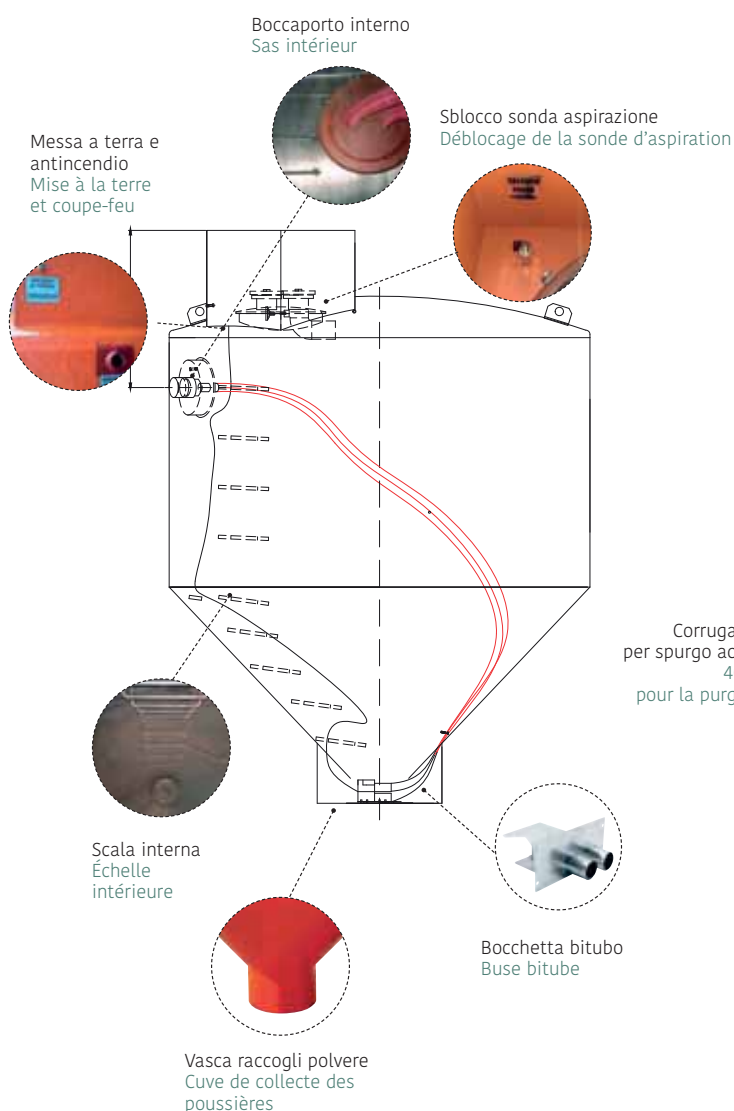 Boccaporto interno
Sas intérieur
Sblocco sonda aspirazione
Déblocage de la sonde d’aspiration
Messa a terra e
antincendio
Mise à la terre
et coupe-feu
Corruga
per spurgo ac
4
pour la purg
Scala interna
Échelle
intérieure
Bocchetta bitubo
Buse bitube
Vasca raccogli polvere
Cuve de collecte des
poussières